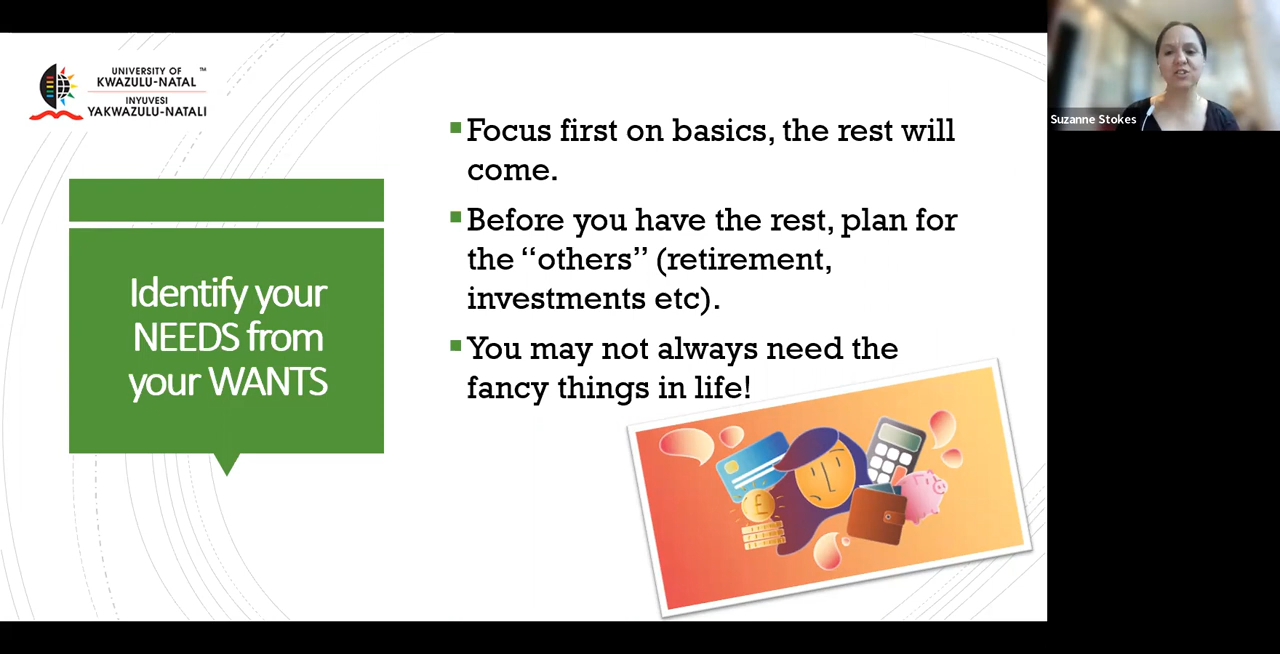 UNIVERSITY OF ™
KWAZULU-NATAL
INYUVESI
YAKWAZULU-NATALI
Identify your
NEEDS from
your WANTS
Focus first on basics, the rest will
come.
Before you have the rest, plan for
the “others” (retirement,
investments etc).
You may not always need the
fancy things in life!
£
Suzanne Stokes